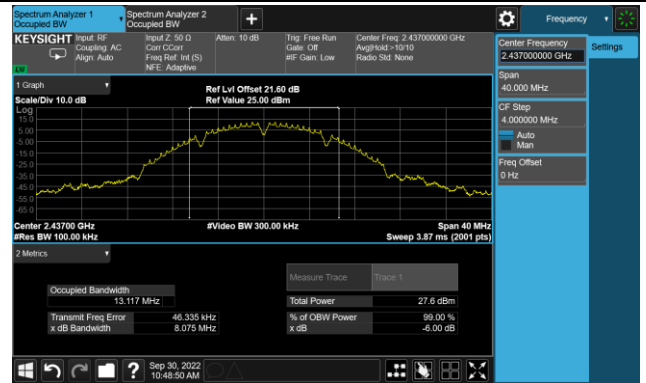 Spectrum Analyzer 1
Occupied BW
Spectrum Analyzer 2
Occupied BW
+
Frequency
KEYSIGHT
Input: RF
Coupling: AC
Align: Auto
Input Z: 50 Ω
Corr CCorr
Freq Ref: Int (S)
NFE: Adaptive
Atten: 10 dB
Trig: Free Run
Gate: Off
#IF Gain: Low
Center Freq: 2.437000000 GHz
Avg|Hold:>10/10
Radio Std: None
Center Frequency
2.437000000 GHz
Settings
Span
40.000 MHz
CF Step
4.000000 MHz
Auto
Man
Freq Offset
0 Hz
1 Graph
Scale/Div 10.0 dB
Ref Lvl Offset 21.60 dB
Ref Value 25.00 dBm
Log
15.0
5.00
-5.00
-15.0
-25.0
-35.0
-45.0
-55.0
-65.0
Center 2.43700 GHz
#Res BW 100.00 kHz
#Video BW 300.00 kHz
Span 40 MHz
Sweep 3.87 ms (2001 pts)
2 Metrics
Measure Trace
Trace 1
Occupied Bandwidth
13.117 MHz
Total Power
27.6 dBm
Transmit Freq Error
46.335 kHz
% of OBW Power
99.00 %
x dB Bandwidth
8.075 MHz
x dB
-6.00 dB
?
Sep 30, 2022
10:48:50 AM